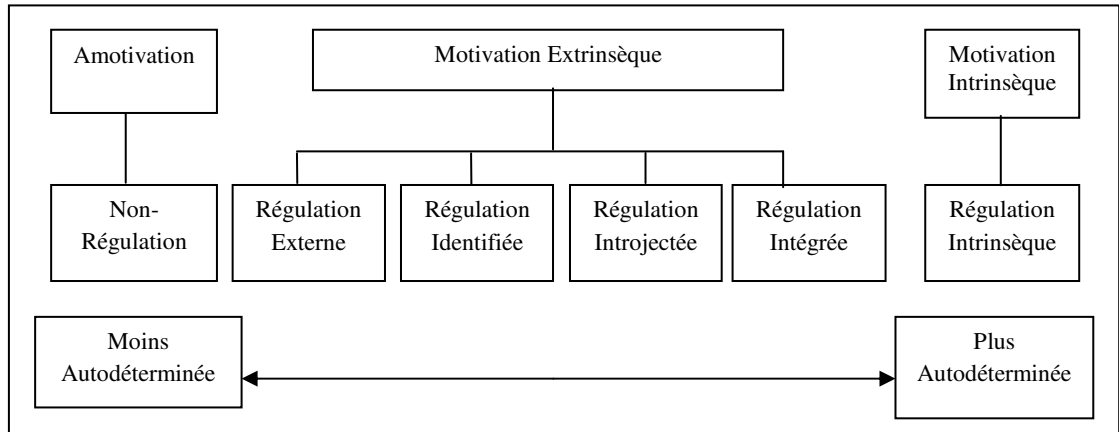 Amotivation
Motivation Extrinsèque
Motivation
Intrinsèque
Non-
Régulation
Régulation
Externe
Régulation
Identifiée
Régulation
Introjectée
Régulation
Intégrée
Régulation
Intrinsèque
Moins
Autodéterminée
Plus
Autodéterminée